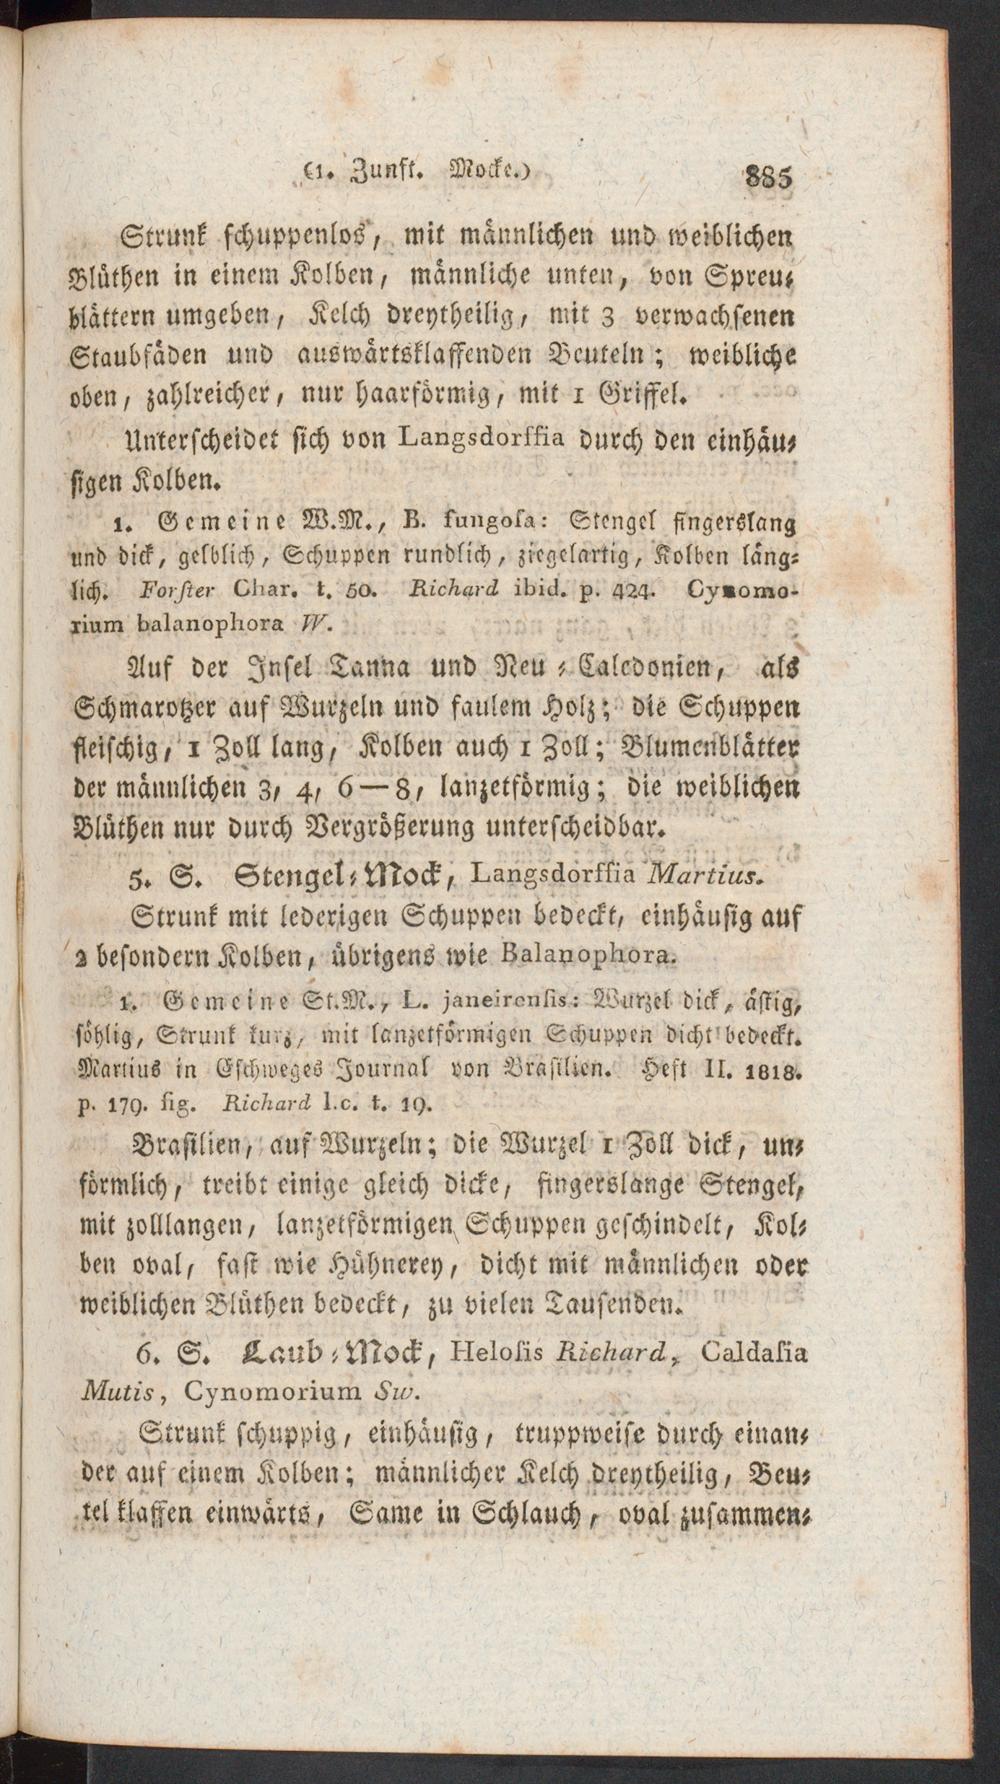 (1. Zunft. Mocke.) 885
Strunk schuppenlos, mit männlichen und weiblichen
Blüthen in einem Kolben, männliche unten, von Spreu-
blättern umgeben, Kelch dreytheilig, mit 3 verwachsenen
Staubfäden und auswärtsklaffenden Beuteln; weibliche
oben, zahlreicher, nur haarförmig, mit 1 Griffel.
Unterscheidet sich von Langsdorffia durch den einhäu-
sigen Kolben.
1. Gemeine W.M., B. fungosa: Stengel fingerslang
und dick, gelblich, Schuppen rundlich, ziegelartig, Kolben läng-
lich. Forster Char. t. 50. Richard ibid. p. 424. Cynomo-
rium balanophora W.
Auf der Insel Tanna und Neu-Caledonien, als
Schmarotzer auf Wurzeln und faulem Holz; die Schuppen
fleischig, 1 Zoll lang, Kolben auch 1 Zoll; Blumenblätter
der männlichen 3, 4, 6 — 8, lanzetförmig; die weiblichen
Blüthen nur durch Vergrößerung unterscheidbar.
5. S. Stengel-Mock, Langsdorffia Martius.
Strunk mit lederigen Schuppen bedeckt, einhäusig auf
2 besondern Kolben, übrigens wie Balanophora.
1. Gemeine St.M., L. janeirensis: Wurzel dick, ästig,
söhlig, Strunk kurz, mit lanzetförmigen Schuppen dicht bedeckt.
Martius in Eschweges Journal von Brasilien. Heft II. 1818.
p. 179. fig. Richard l.c. t. 19.
Brasilien, auf Wurzeln; die Wurzel 1 Zoll dick, un-
förmlich, treibt einige gleich dicke, fingerslange Stengel,
mit zolllangen, lanzetförmigen Schuppen geschindelt, Kol-
ben oval, fast wie Hühnerey, dicht mit männlichen oder
weiblichen Blüthen bedeckt, zu vielen Tausenden.
6. S. Laub-Mock, Helosis Richard, Caldasia
Mutis, Cynomorium Sw.
Strunk schuppig, einhäusig, truppweise durch einan-
der auf einem Kolben; männlicher Kelch dreytheilig, Beu-
tel klaffen einwärts, Same in Schlauch, oval zusammen-